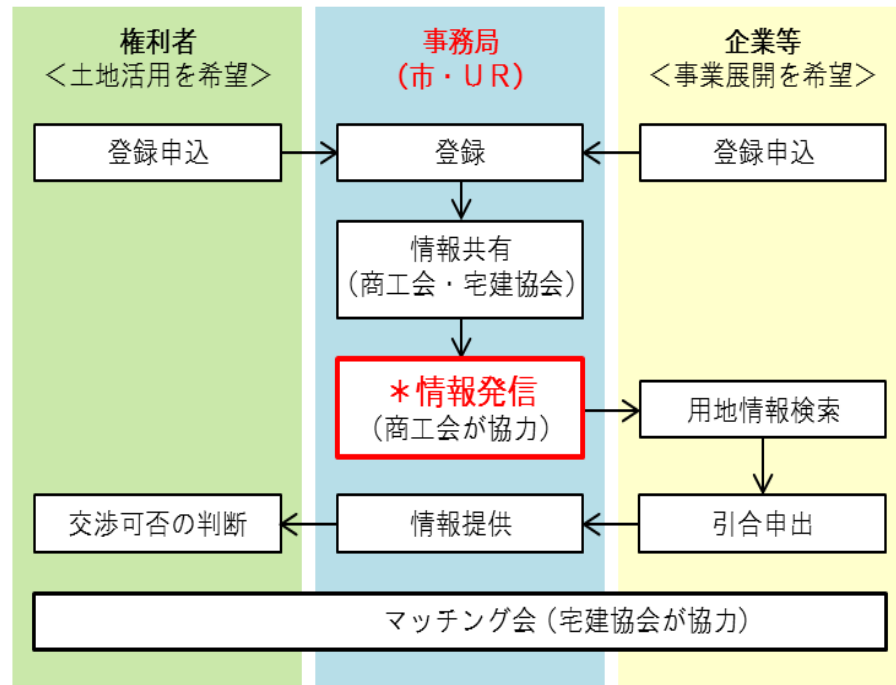 権利者
＜土地活用を希望＞
事務局
(市・ＵＲ)
企業等
＜事業展開を希望＞
登録申込
登録
登録申込
情報共有
(商工会・宅建協会)
＊情報発信
(商工会が協力)
用地情報検索
交渉可否の判断
情報提供
引合申出
マッチング会 (宅建協会が協力)